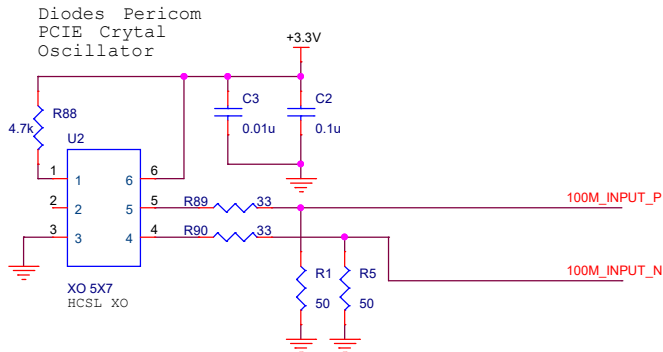 Diodes Pericom
PCIE Crytal
Oscillator
+3.3V
R88
4.7k
C3
0.01u
C2
0.1u
U2
1 1 6 6
2 2 5 5
3 3 4 4
R89 33
R90 33
100M_INPUT_P
100M_INPUT_N
R1
50
R5
50
XO 5X7
HCSL XO